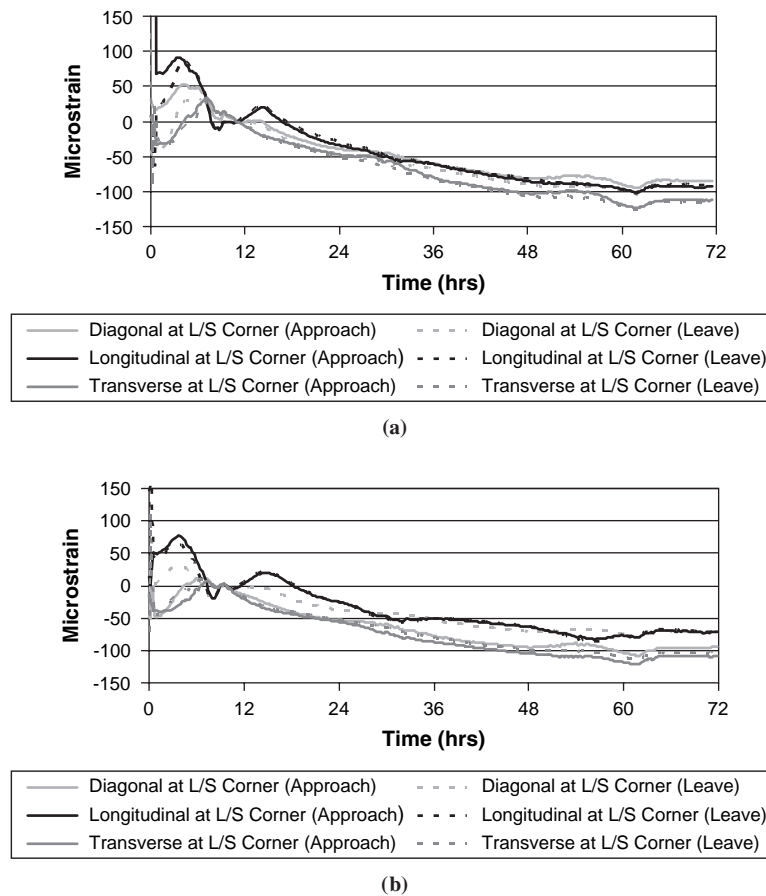 150
100
50
0
-50
-100
-150
Microstrain
0 12 24 36 48 60 72
Time (hrs)
Diagonal at L/S Corner (Approach) Diagonal at L/S Corner (Leave)
Longitudinal at L/S Corner (Approach) Longitudinal at L/S Corner (Leave)
Transverse at L/S Corner (Approach) Transverse at L/S Corner (Leave)
(a)
150
100
50
0
-50
-100
-150
Microstrain
0 12 24 36 48 60 72
Time (hrs)
Diagonal at L/S Corner (Approach) Diagonal at L/S Corner (Leave)
Longitudinal at L/S Corner (Approach) Longitudinal at L/S Corner (Leave)
Transverse at L/S Corner (Approach) Transverse at L/S Corner (Leave)
(b)